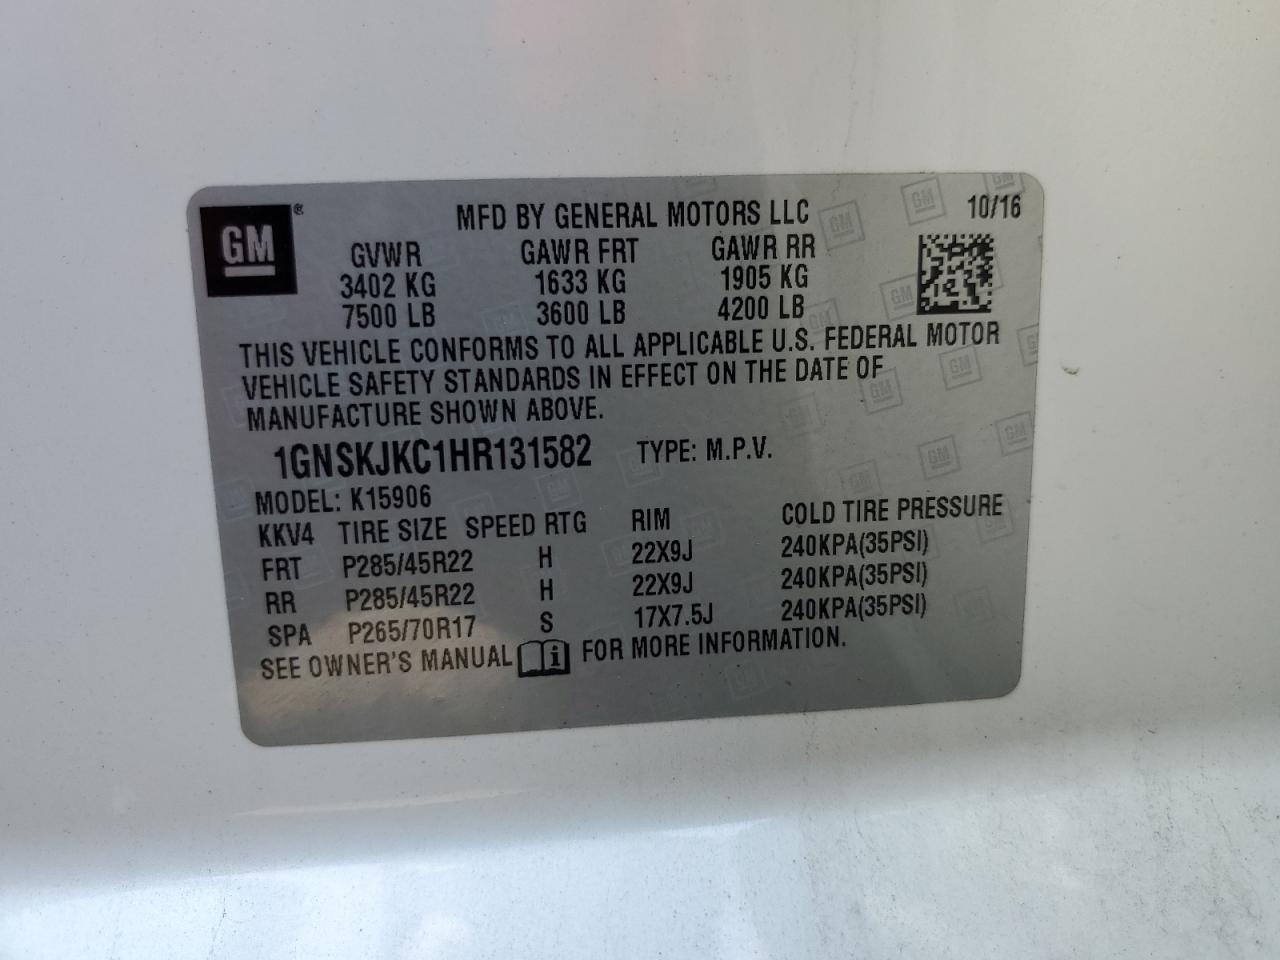 GM ®
MFD BY GENERAL MOTORS LLC 10/16
GVWR GAWR FRT GAWR RR
3402 KG 1633 KG 1905 KG
7500 LB 3600 LB 4200 LB
THIS VEHICLE CONFORMS TO ALL APPLICABLE U.S. FEDERAL MOTOR
VEHICLE SAFETY STANDARDS IN EFFECT ON THE DATE OF
MANUFACTURE SHOWN ABOVE.
1GNSKJKC1HR131582 TYPE: M.P.V.
MODEL: K15906
KKV4 TIRE SIZE SPEED RTG RIM COLD TIRE PRESSURE
FRT P285/45R22 H 22X9J 240KPA(35PSI)
RR P285/45R22 H 22X9J 240KPA(35PSI)
SPA P265/70R17 S 17X7.5J 240KPA(35PSI)
SEE OWNER'S MANUAL i FOR MORE INFORMATION.